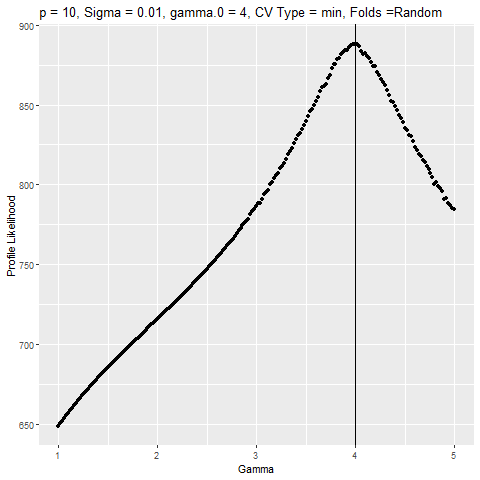 p = 10, Sigma = 0.01, gamma.0 = 4, CV Type = min, Folds =Random
900
850
800
750
700
650
Profile Likelihood
1 2 3 4 5
Gamma